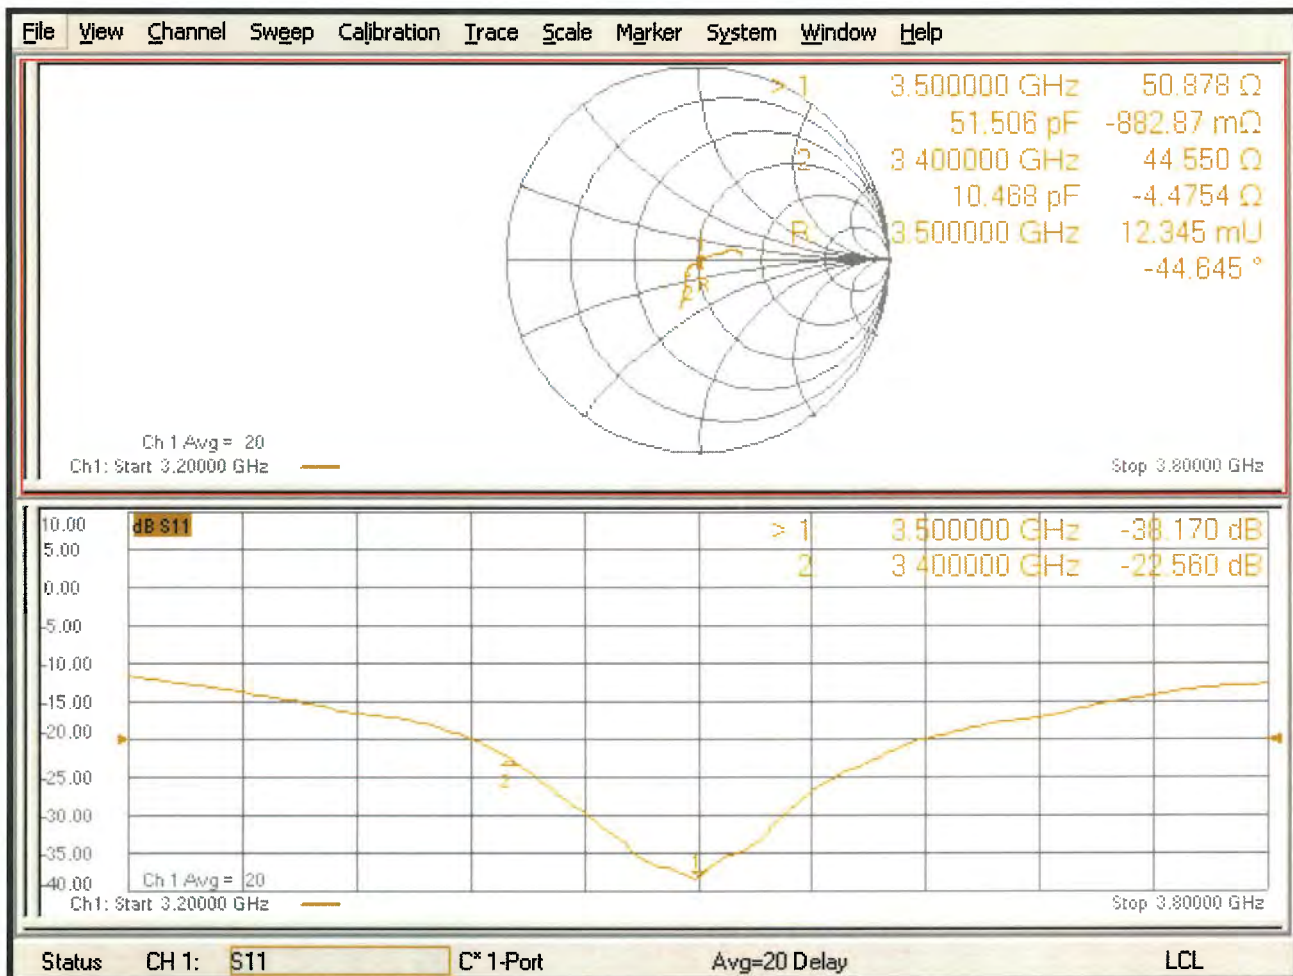 File View Channel Sweep Calibration Trace Scale Marker System Window Help
> 1 3.500000 GHz 50.878 Ω
51.506 pF -882.87 mΩ
2 3.400000 GHz 44.550 Ω
10.468 pF -4.4754 Ω
R 3.500000 GHz 12.345 mU
-44.645 °
1
2
R
Ch 1 Avg = 20
Ch1: Start 3.20000 GHz Stop 3.80000 GHz
10.00 dB S11 > 1 3.500000 GHz -38.170 dB
5.00 2 3.400000 GHz -22.560 dB
0.00
-5.00
-10.00
-15.00
-20.00
-25.00 2
-30.00
-35.00 1
-40.00 Ch 1 Avg = 20
Ch1: Start 3.20000 GHz Stop 3.80000 GHz
Status CH 1: S11 C* 1-Port Avg=20 Delay LCL